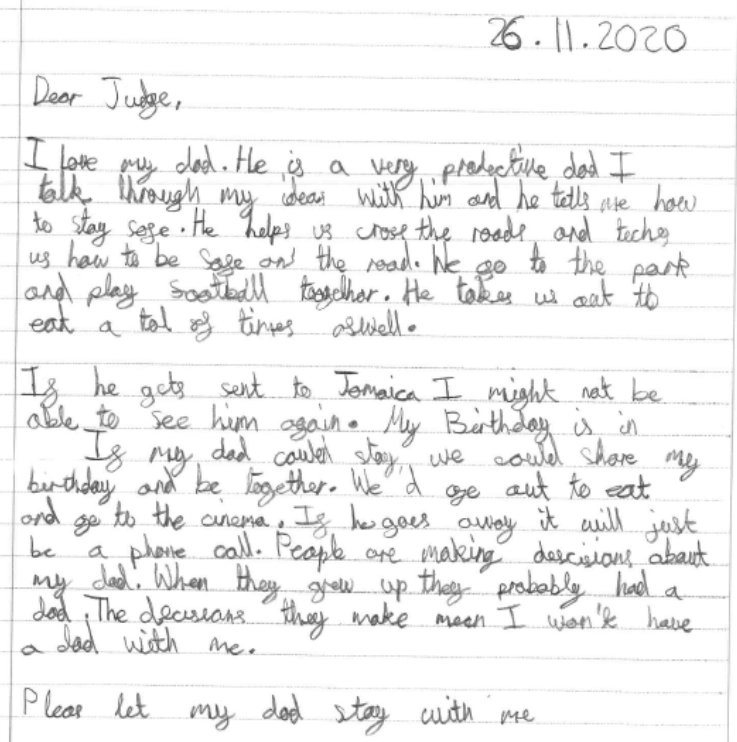 26.11.2020
Dear Judge,
I love my dad. He is a very pretective dad I
talk through my ideas with him and he tells me how
to stay safe. He helps us cross the roads and teches
us how to be safe on the road. We go to the park
and play football toogether. He takes us out to
eat a tol of times aswell.
If he gets sent to Jamaica I might not be
able to see him again. My Birthday is in
If my dad could stay, we could share my
birthday and be together. We'd go out to eat
and go to the cinema. If he goes away it will just
be a phone call. People are making descisions about
my dad. When they grew up they probably had a
dad. The decusions they make mean I won't have
a dad with me.
Pleas let my dad stay with me